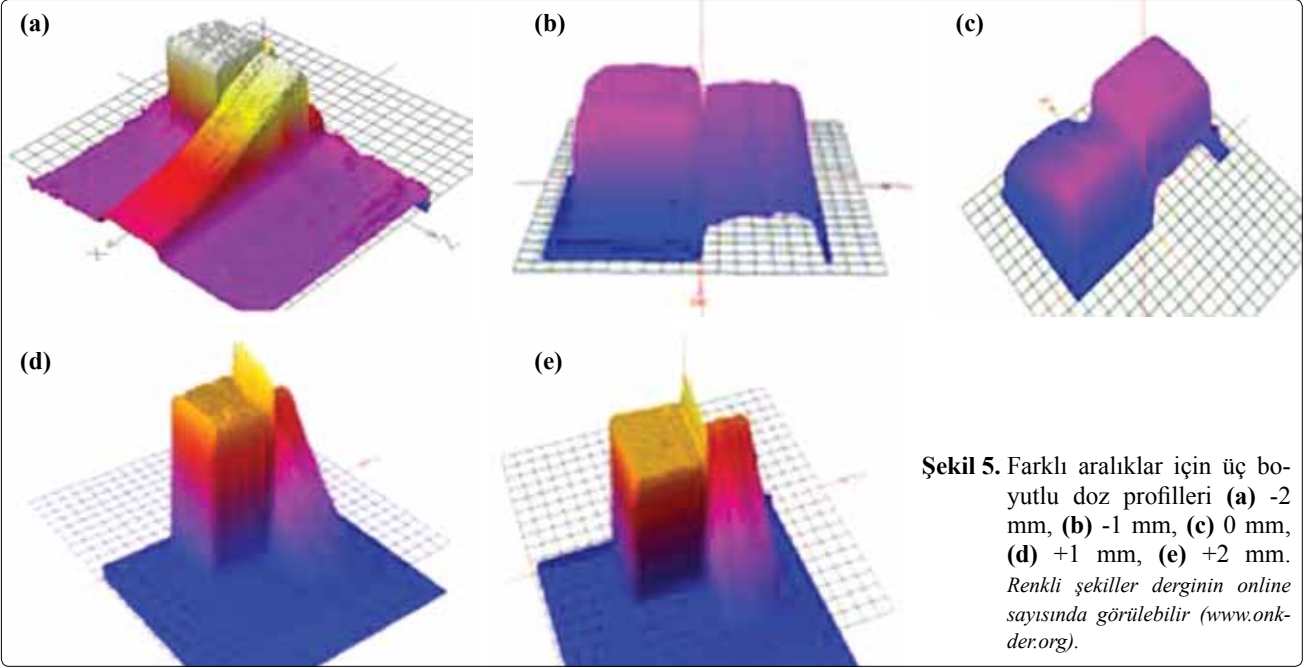 (a)
(b)
(c)
X
(d)
(e)
Şekil 5. Farklı aralıklar için üç bo-
yutlu doz profilleri (a) -2
mm, (b) -1 mm, (c) 0 mm,
(d) +1 mm, (e) +2 mm.
Renkli şekiller derginin online
sayısında görülebilir (www.onk-
der.org).